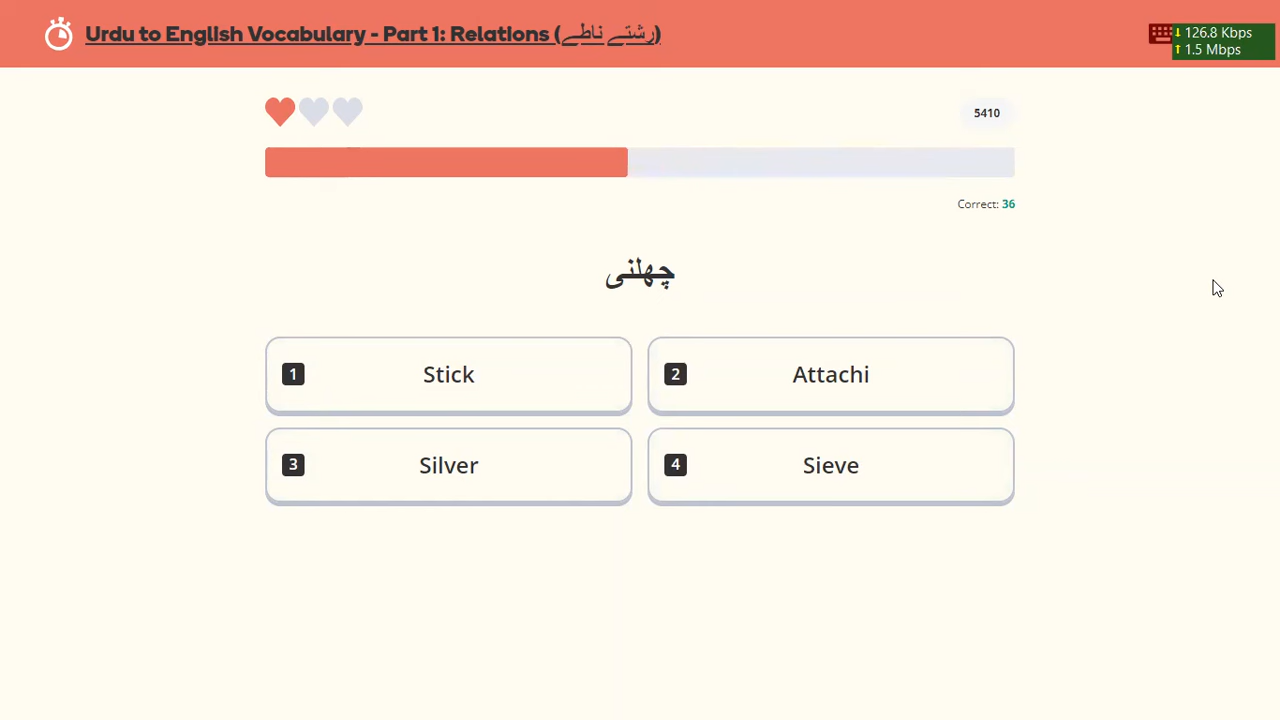 Urdu to English Vocabulary - Part 1: Relations (رشتے ناطے)
↓ 126.8 Kbps
↑ 1.5 Mbps
5410
Correct: 36
چھلنی
1 Stick
2 Attachi
3 Silver
4 Sieve